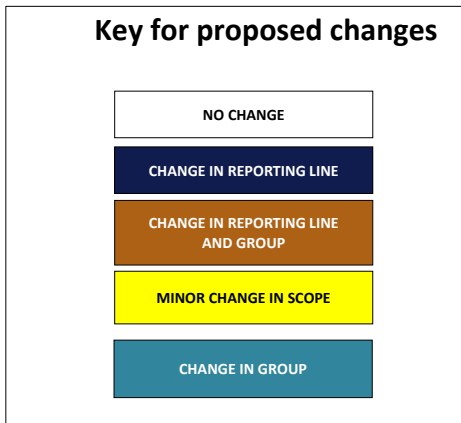 Key for proposed changes
NO CHANGE
CHANGE IN REPORTING LINE
CHANGE IN REPORTING LINE
AND GROUP
MINOR CHANGE IN SCOPE
CHANGE IN GROUP